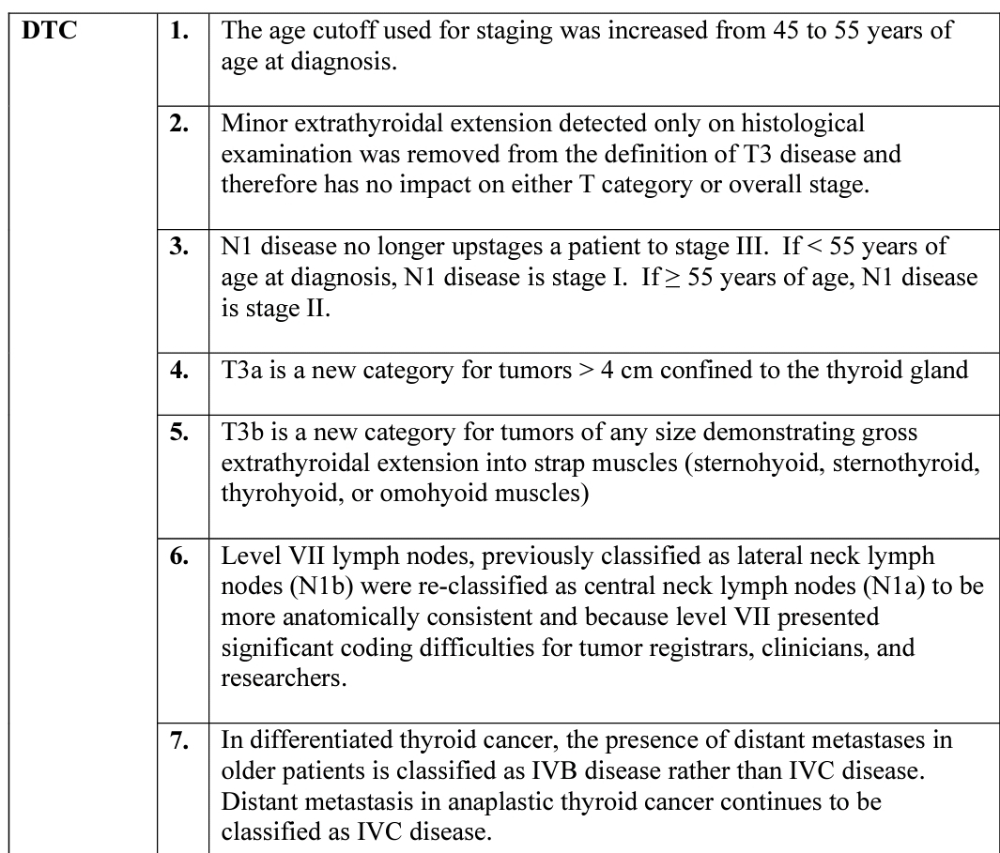 DTC
1. The age cutoff used for staging was increased from 45 to 55 years of
age at diagnosis.
2. Minor extrathyroidal extension detected only on histological
examination was removed from the definition of T3 disease and
therefore has no impact on either T category or overall stage.
3. N1 disease no longer upstages a patient to stage III.  If < 55 years of
age at diagnosis, N1 disease is stage I.  If ≥ 55 years of age, N1 disease
is stage II.
4. T3a is a new category for tumors > 4 cm confined to the thyroid gland
5. T3b is a new category for tumors of any size demonstrating gross
extrathyroidal extension into strap muscles (sternohyoid, sternothyroid,
thyrohyoid, or omohyoid muscles)
6. Level VII lymph nodes, previously classified as lateral neck lymph
nodes (N1b) were re-classified as central neck lymph nodes (N1a) to be
more anatomically consistent and because level VII presented
significant coding difficulties for tumor registrars, clinicians, and
researchers.
7. In differentiated thyroid cancer, the presence of distant metastases in
older patients is classified as IVB disease rather than IVC disease.
Distant metastasis in anaplastic thyroid cancer continues to be
classified as IVC disease.